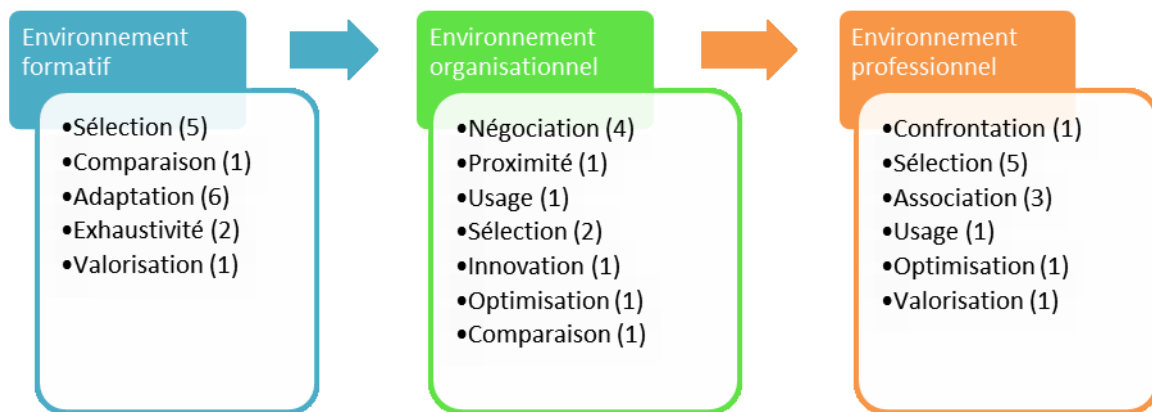 Environnement
formatif
•Sélection (5)
•Comparaison (1)
•Adaptation (6)
•Exhaustivité (2)
•Valorisation (1)
Environnement
organisationnel
•Négociation (4)
•Proximité (1)
•Usage (1)
•Sélection (2)
•Innovation (1)
•Optimisation (1)
•Comparaison (1)
Environnement
professionnel
•Confrontation (1)
•Sélection (5)
•Association (3)
•Usage (1)
•Optimisation (1)
•Valorisation (1)